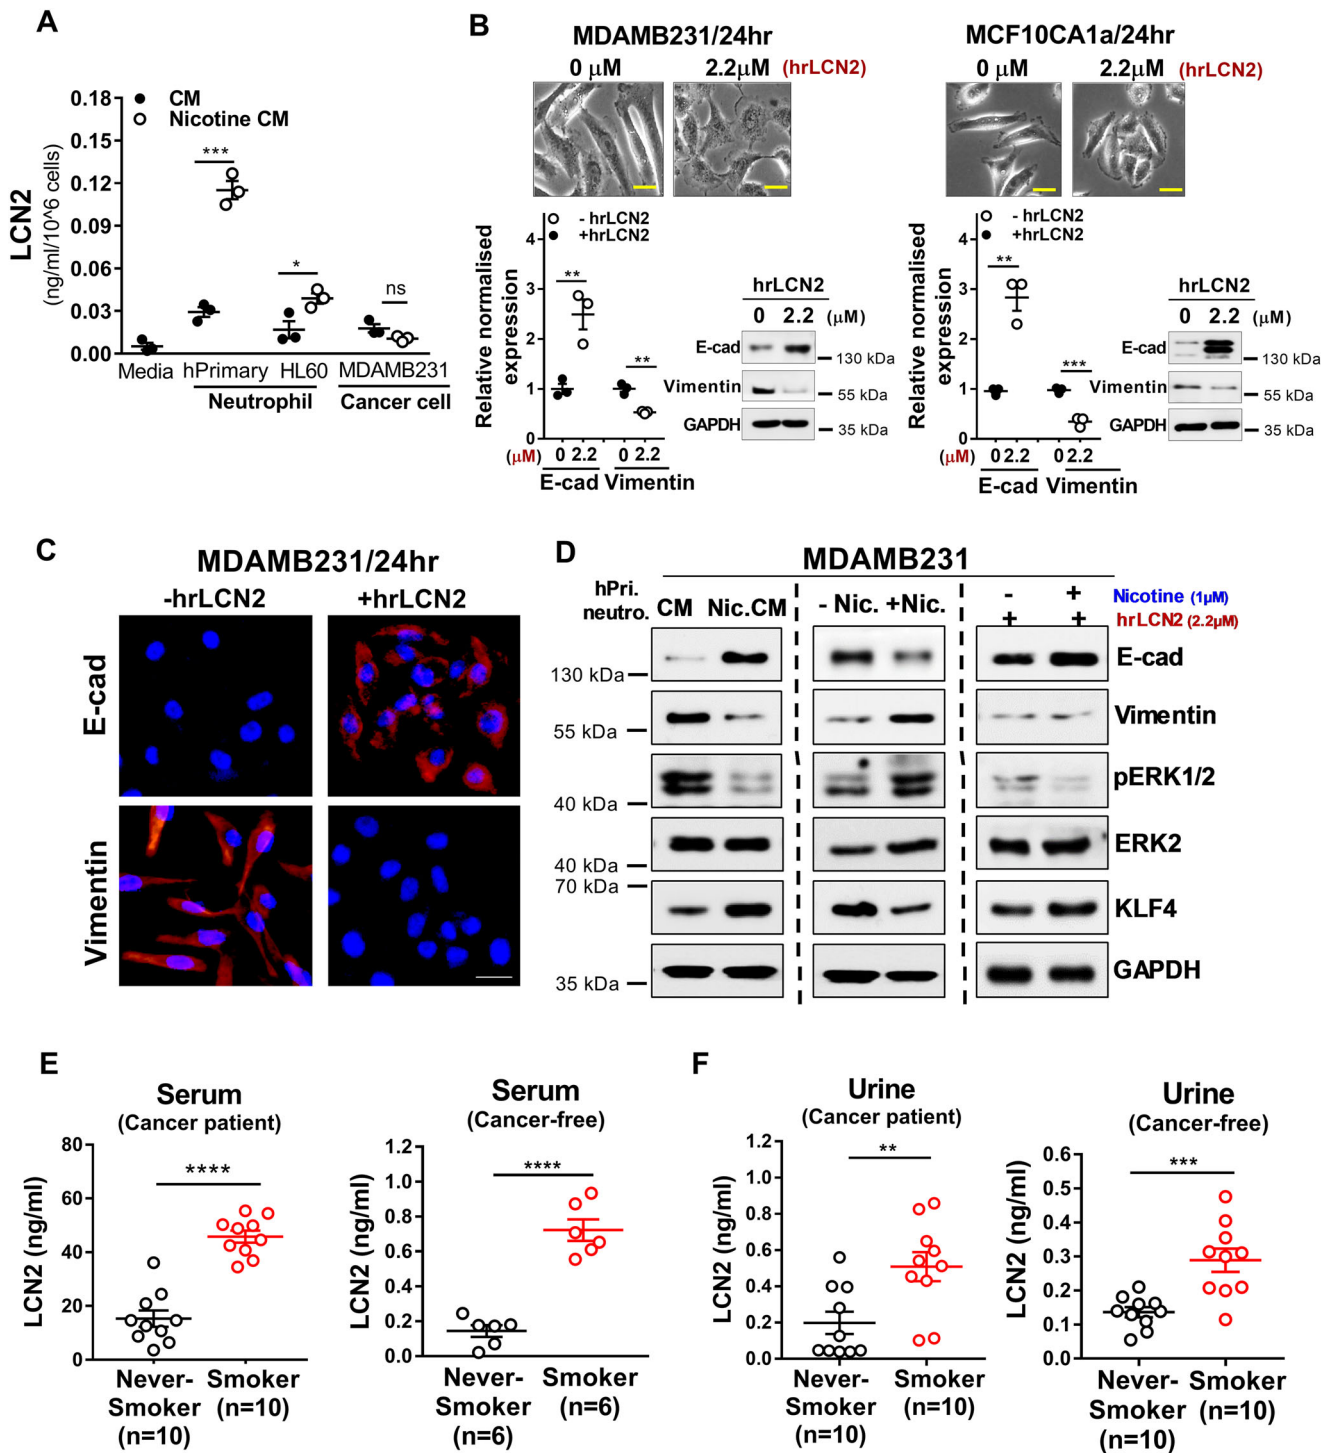 A
LCN2
(ng/ml/10^6 cells)
0.18
0.15
0.12
0.09
0.06
0.03
0.00
CM
Nicotine CM
***
*
ns
Media hPrimary HL60 MDAMB231
Neutrophil Cancer cell
B
MDAMB231/24hr
0 μM 2.2μM (hrLCN2)
Relative normalised
expression
4
3
2
1
0
- hrLCN2
+hrLCN2
**
**
(μM) 0 2.2 0 2.2
E-cad Vimentin
hrLCN2
0 2.2 (μM)
E-cad
130 kDa
Vimentin
55 kDa
GAPDH
35 kDa
MCF10CA1a/24hr
0 μM 2.2μM (hrLCN2)
Relative normalised
expression
4
3
2
1
0
- hrLCN2
+hrLCN2
**
***
(μM) 0 2.2 0 2.2
E-cad Vimentin
hrLCN2
0 2.2 (μM)
E-cad
130 kDa
Vimentin
55 kDa
GAPDH
35 kDa
C
MDAMB231/24hr
-hrLCN2 +hrLCN2
E-cad
Vimentin
D
MDAMB231
hPri.
neutro. CM Nic.CM
- Nic. +Nic.
- + Nicotine (1μM)
+ + hrLCN2 (2.2μM)
130 kDa E-cad
55 kDa Vimentin
40 kDa pERK1/2
40 kDa ERK2
70 kDa KLF4
35 kDa GAPDH
E
Serum
(Cancer patient)
LCN2 (ng/ml)
80
60
40
20
0
****
Never-
Smoker
(n=10)
Smoker
(n=10)
Serum
(Cancer-free)
LCN2 (ng/ml)
1.2
1.0
0.8
0.6
0.4
0.2
0.0
****
Never-
Smoker
(n=6)
Smoker
(n=6)
F
Urine
(Cancer patient)
LCN2 (ng/ml)
1.2
1.0
0.8
0.6
0.4
0.2
0.0
**
Never-
Smoker
(n=10)
Smoker
(n=10)
Urine
(Cancer-free)
LCN2 (ng/ml)
0.6
0.5
0.4
0.3
0.2
0.1
0.0
***
Never-
Smoker
(n=10)
Smoker
(n=10)